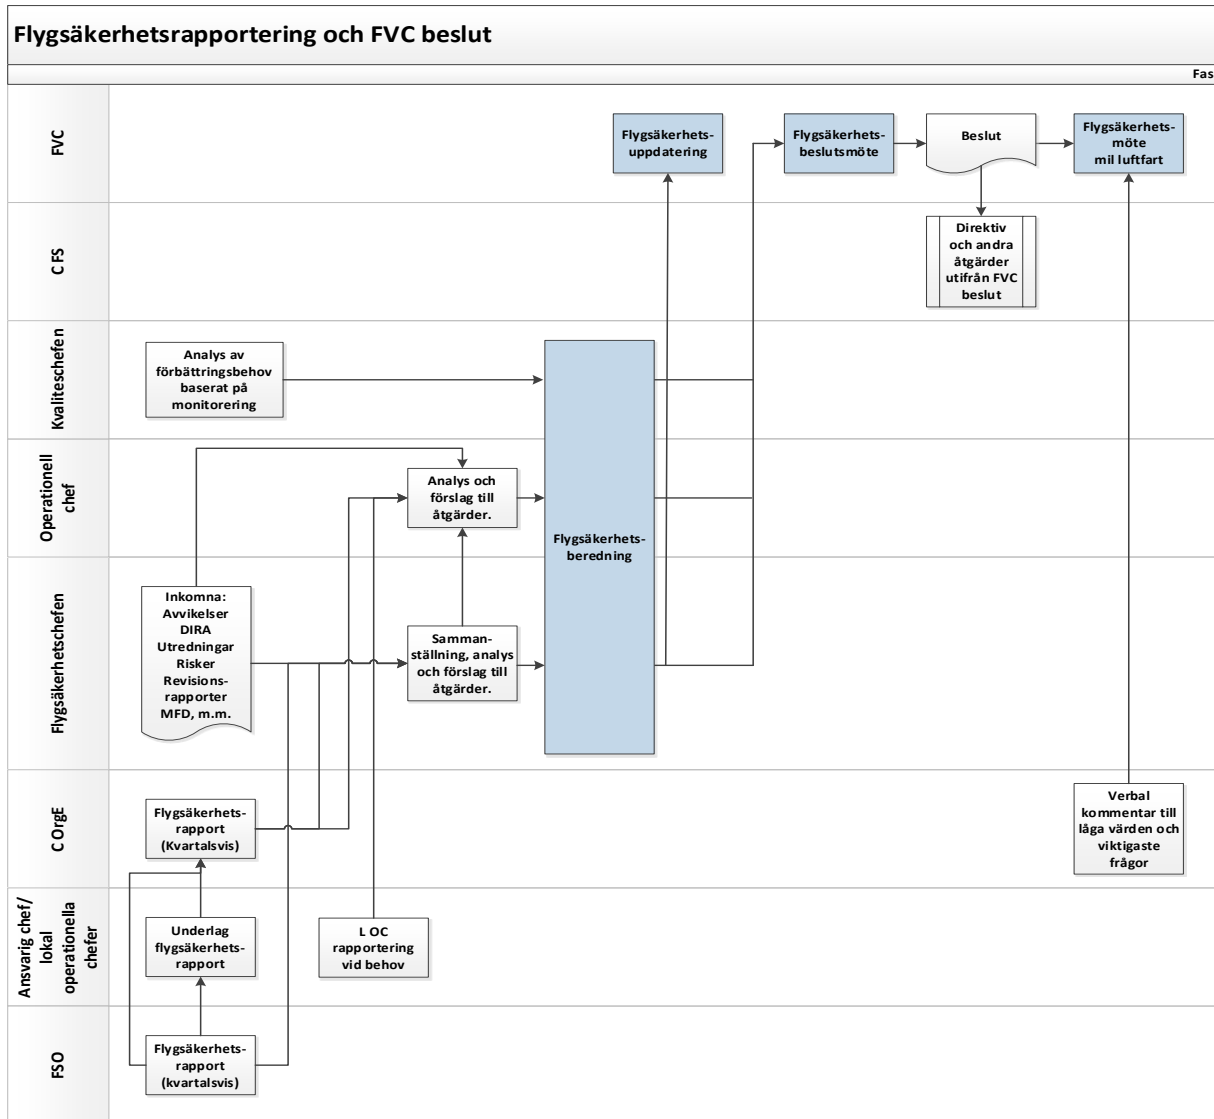 Flygsäkerhetsrapportering och FVC beslut
Fas
FVC
Flygsäkerhets-
uppdatering
Flygsäkerhets-
beslutsmöte
Beslut
Flygsäkerhets-
möte
mil luftfart
C FS
Direktiv
och andra
åtgärder
utifrån FVC
beslut
Kvaliteschefen
Analys av
förbättringsbehov
baserat på
monitorering
Operationell
chef
Analys och
förslag till
åtgärder.
Flygsäkerhets-
beredning
Flygsäkerhetschefen
Inkomna:
Avvikelser
DIRA
Utredningar
Risker
Revisions-
rapporter
MFD, m.m.
Samman-
ställning, analys
och förslag till
åtgärder.
C OrgE
Flygsäkerhets-
rapport
(Kvartalsvis)
Verbal
kommentar till
låga värden och
viktigaste
frågor
Ansvarig chef/
lokal
operationella
chefer
Underlag
flygsäkerhets-
rapport
L OC
rapportering
vid behov
FSO
Flygsäkerhets-
rapport
(kvartalsvis)